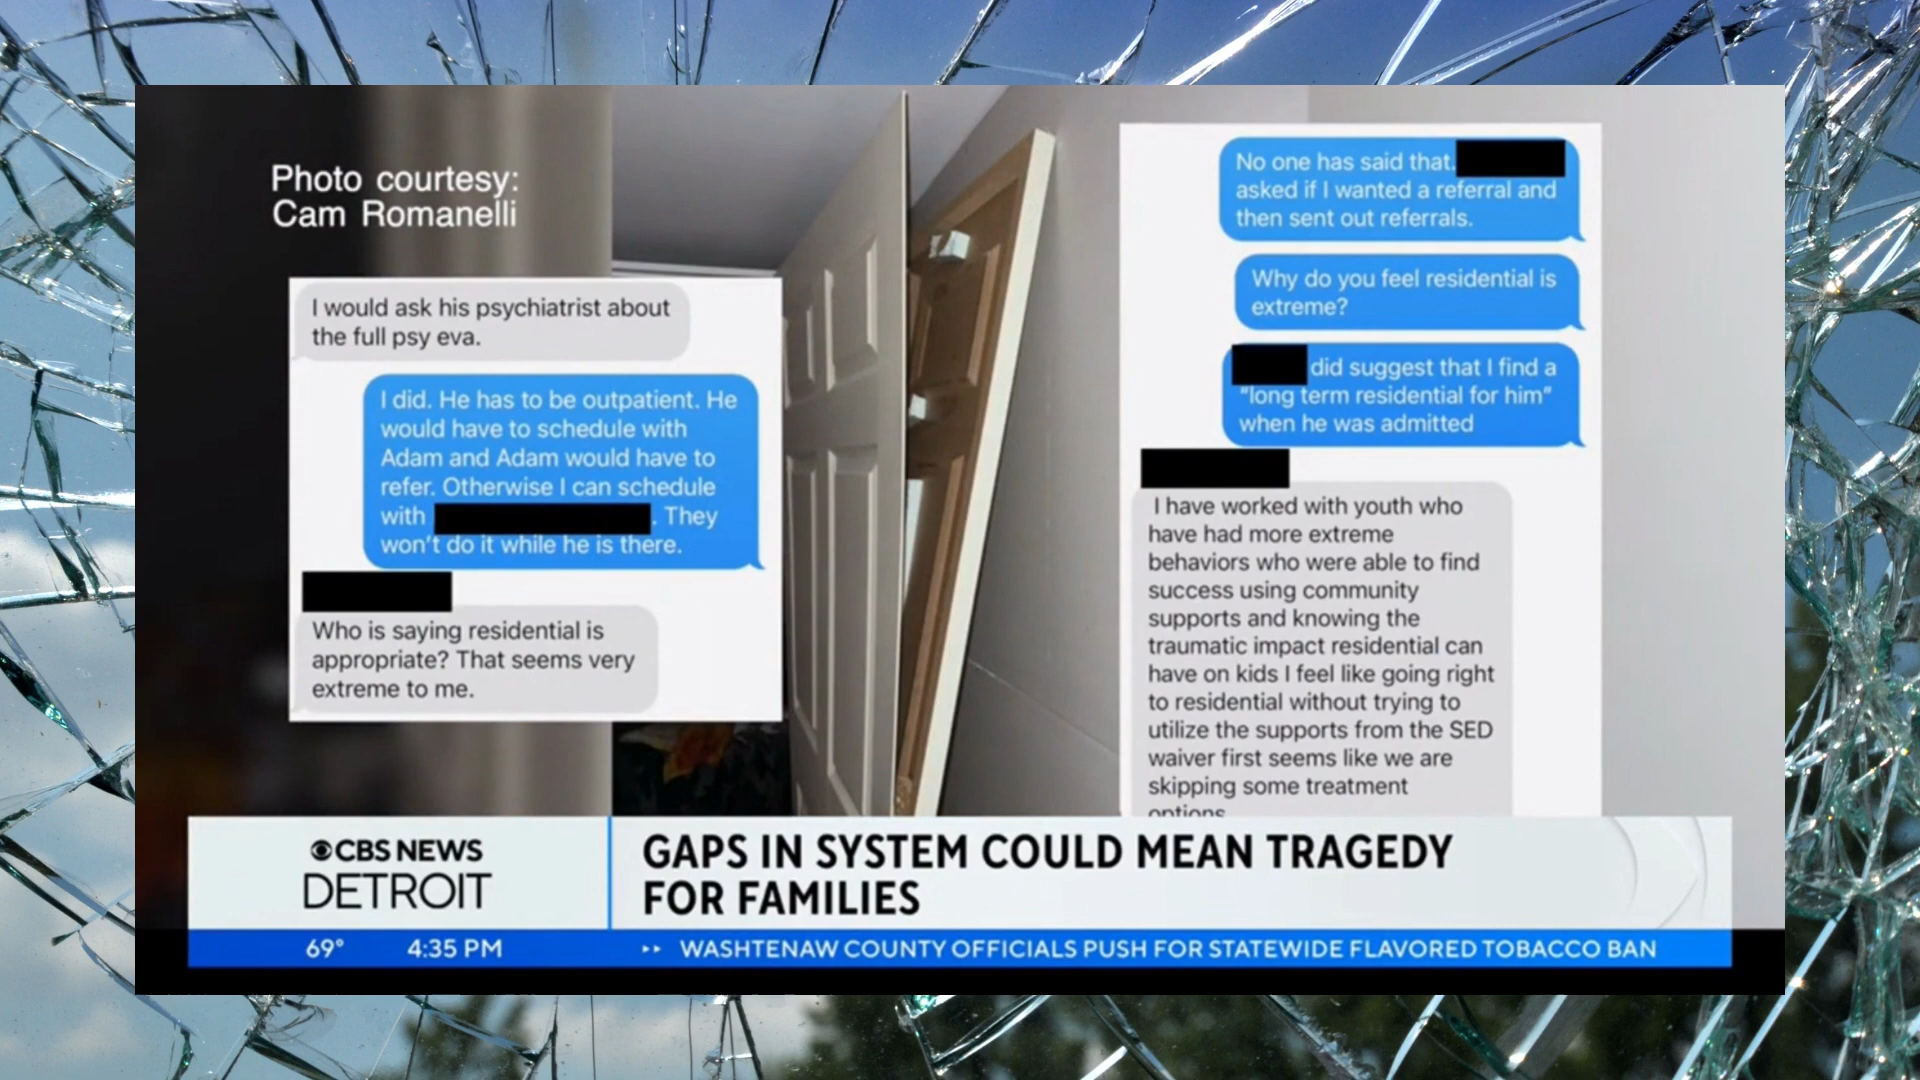 Photo courtesy:
Cam Romanelli
I would ask his psychiatrist about
the full psy eva.
I did. He has to be outpatient. He
would have to schedule with
Adam and Adam would have to
refer. Otherwise I can schedule
with . They
won't do it while he is there.
Who is saying residential is
appropriate? That seems very
extreme to me.
No one has said that.
asked if I wanted a referral and
then sent out referrals.
Why do you feel residential is
extreme?
did suggest that I find a
"long term residential for him"
when he was admitted
I have worked with youth who
have had more extreme
behaviors who were able to find
success using community
supports and knowing the
traumatic impact residential can
have on kids I feel like going right
to residential without trying to
utilize the supports from the SED
waiver first seems like we are
skipping some treatment
options
CBS NEWS
DETROIT
GAPS IN SYSTEM COULD MEAN TRAGEDY
FOR FAMILIES
69° 4:35 PM
WASHTENAW COUNTY OFFICIALS PUSH FOR STATEWIDE FLAVORED TOBACCO BAN